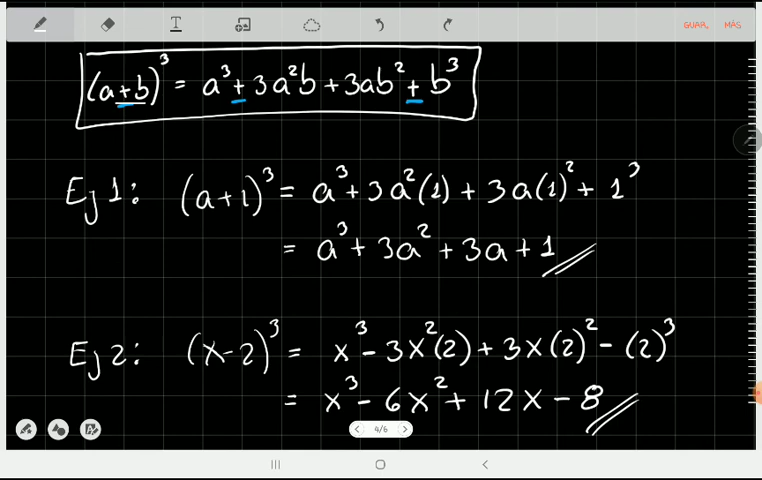 GUAR. MÁS
(a+b)³ = a³ + 3a²b + 3ab² + b³
Ej 1: (a+1)³ = a³ + 3a²(1) + 3a(1)² + 1³
= a³ + 3a² + 3a + 1
Ej 2: (x-2)³ = x³ - 3x²(2) + 3x(2)² - (2)³
= x³ - 6x² + 12x - 8
4/6